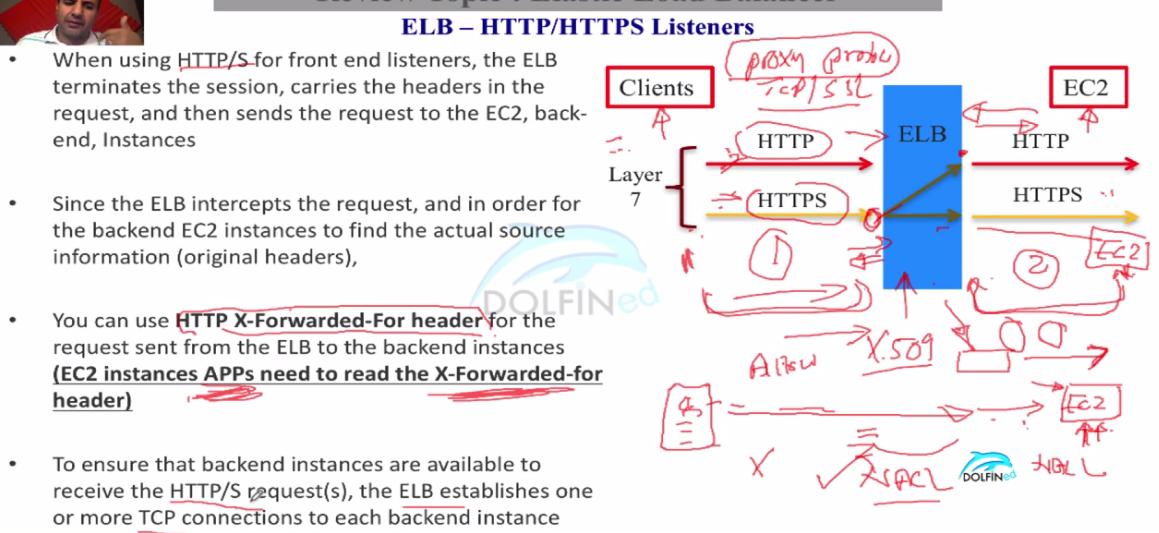 ELB – HTTP/HTTPS Listeners
• When using HTTP/S for front end listeners, the ELB
terminates the session, carries the headers in the
request, and then sends the request to the EC2, back-
end, Instances
• Since the ELB intercepts the request, and in order for
the backend EC2 instances to find the actual source
information (original headers),
• You can use HTTP X-Forwarded-For header for the
request sent from the ELB to the backend instances
(EC2 instances APPs need to read the X-Forwarded-for
header)
• To ensure that backend instances are available to
receive the HTTP/S request(s), the ELB establishes one
or more TCP connections to each backend instance
proxy
TCP/SSL
Clients
EC2
HTTP
ELB
HTTP
Layer
7
HTTPS
HTTPS
1
2
EC2
DOLFINed
X.509
EC2
DOLFINed